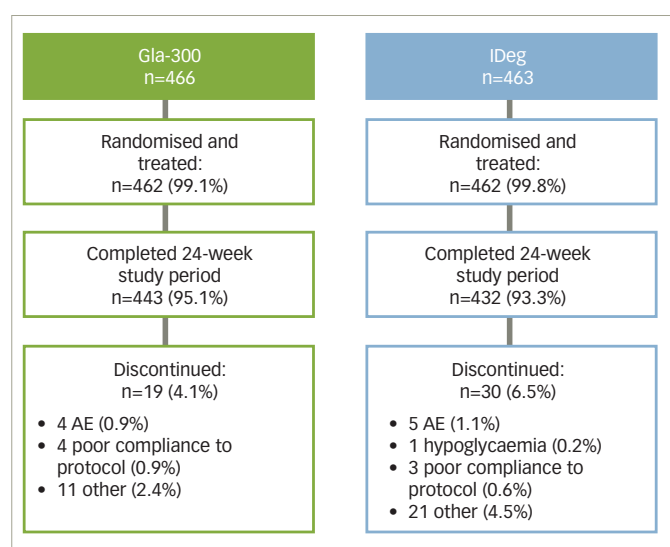 Gla-300
n=466
Randomised and
treated:
n=462 (99.1%)
Completed 24-week
study period
n=443 (95.1%)
Discontinued:
n=19 (4.1%)
• 4 AE (0.9%)
• 4 poor compliance to
protocol (0.9%)
• 11 other (2.4%)
IDeg
n=463
Randomised and
treated:
n=462 (99.8%)
Completed 24-week
study period
n=432 (93.3%)
Discontinued:
n=30 (6.5%)
• 5 AE (1.1%)
• 1 hypoglycaemia (0.2%)
• 3 poor compliance to
protocol (0.6%)
• 21 other (4.5%)